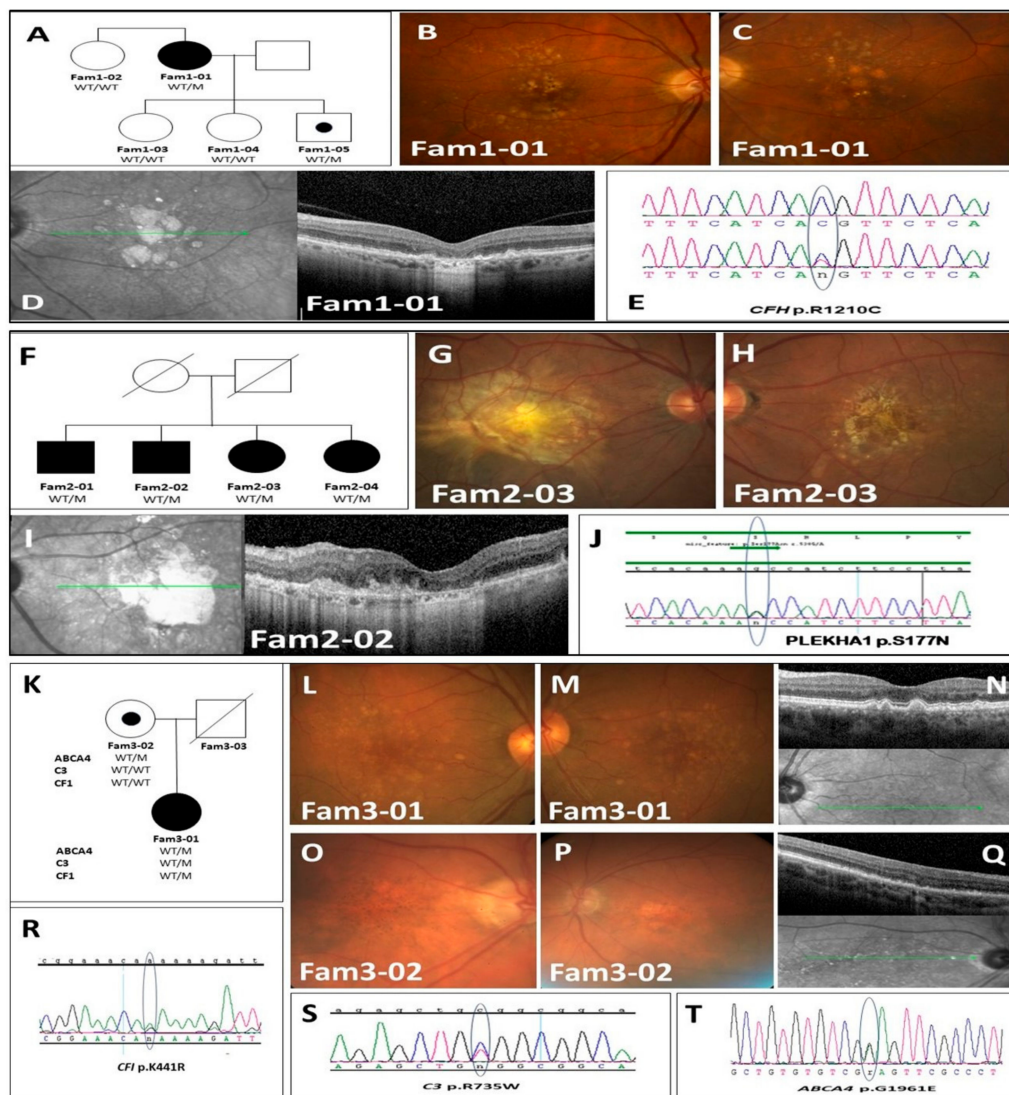 A
Fam1-02
WT/WT
Fam1-01
WT/M
Fam1-03
WT/WT
Fam1-04
WT/WT
Fam1-05
WT/M
B
Fam1-01
C
Fam1-01
D
Fam1-01
E
T T T C A T C A C G T T C T C A
T T T C A T C A n G T T C T C A
CFH p.R1210C
F
Fam2-01
WT/M
Fam2-02
WT/M
Fam2-03
WT/M
Fam2-04
WT/M
G
Fam2-03
H
Fam2-03
I
Fam2-02
J
T C A C A A A n C C A T C T T C C T T A
PLEKHA1 p.S177N
K
Fam3-02
Fam3-03
ABCA4 WT/M
C3 WT/WT
CF1 WT/WT
Fam3-01
ABCA4 WT/M
C3 WT/M
CF1 WT/M
L
Fam3-01
M
Fam3-01
N
O
Fam3-02
P
Fam3-02
Q
R
c g g a a a c a a a a a g a t t
C G G A A A C A n A A A A G A T T
CFI p.K441R
S
a g a g c t g c g g c g g c a
A G A G C T G n G G C G G C A
C3 p.R735W
T
G C T G T G T G T C r A G T T C G C C C T
ABCA4 p.G1961E